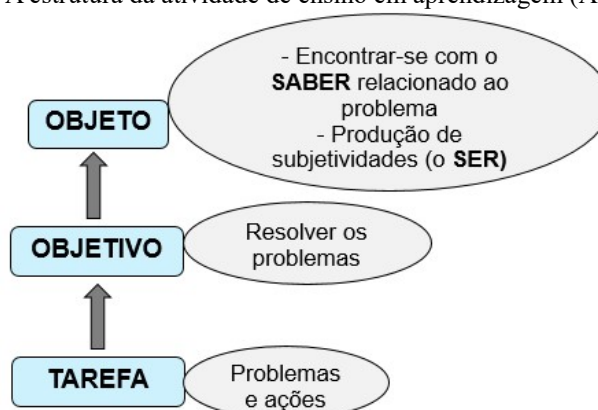 A estrutura da atividade de ensino em aprendizagem (A
- Encontrar-se com o
SABER relacionado ao
problema
- Produção de
subjetividades (o SER)
OBJETO
Resolver os
problemas
OBJETIVO
Problemas
e ações
TAREFA